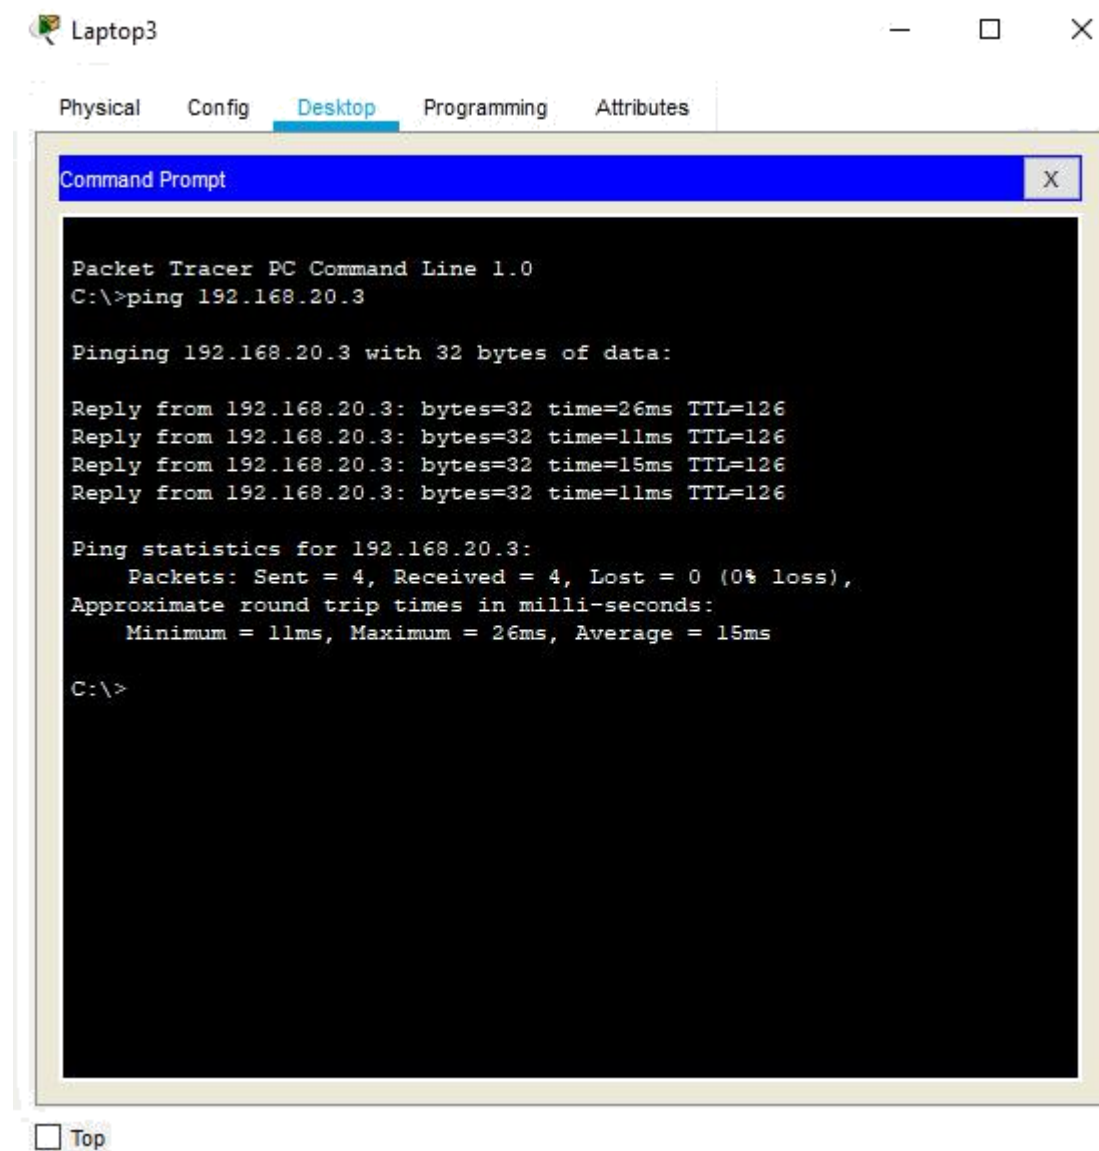 Laptop3
Physical Config Desktop Programming Attributes
Command Prompt X
Packet Tracer PC Command Line 1.0
C:\>ping 192.168.20.3
Pinging 192.168.20.3 with 32 bytes of data:
Reply from 192.168.20.3: bytes=32 time=26ms TTL=126
Reply from 192.168.20.3: bytes=32 time=11ms TTL=126
Reply from 192.168.20.3: bytes=32 time=15ms TTL=126
Reply from 192.168.20.3: bytes=32 time=11ms TTL=126
Ping statistics for 192.168.20.3:
Packets: Sent = 4, Received = 4, Lost = 0 (0% loss),
Approximate round trip times in milli-seconds:
Minimum = 11ms, Maximum = 26ms, Average = 15ms
C:\>
Top